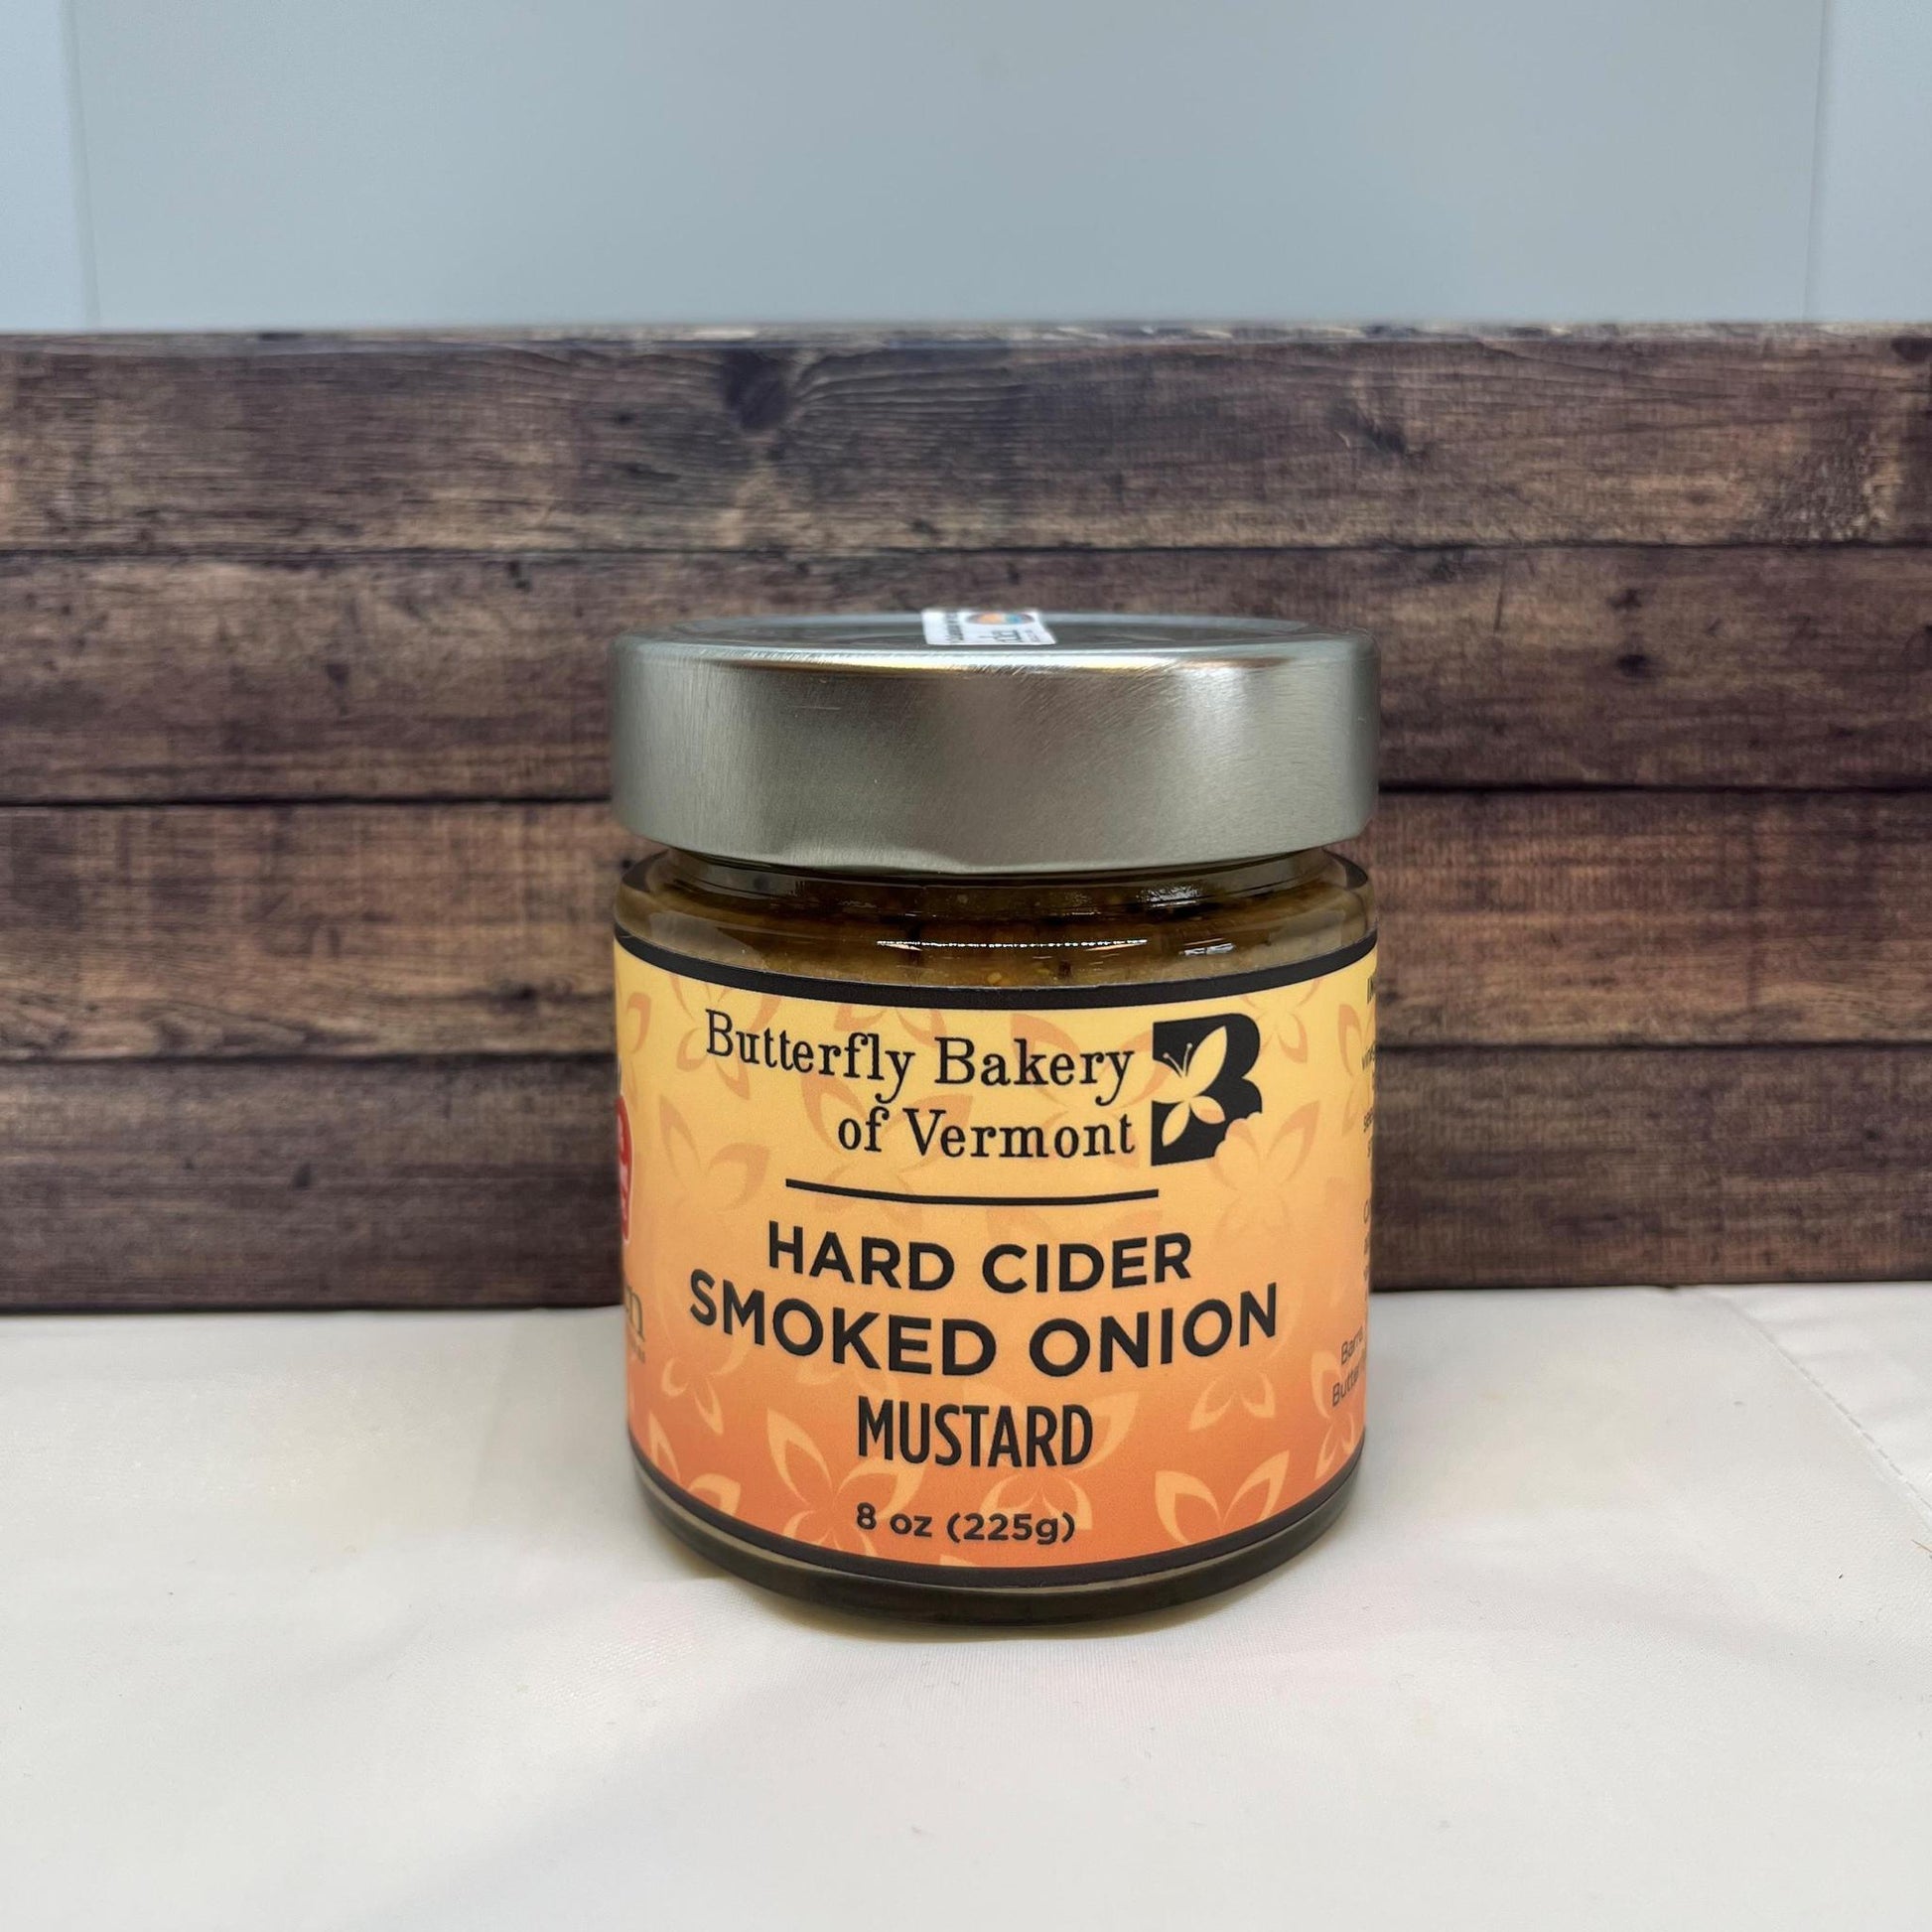 Butterfly Bakery
of Vermont
HARD CIDER
SMOKED ONION
MUSTARD
8 oz (225g)